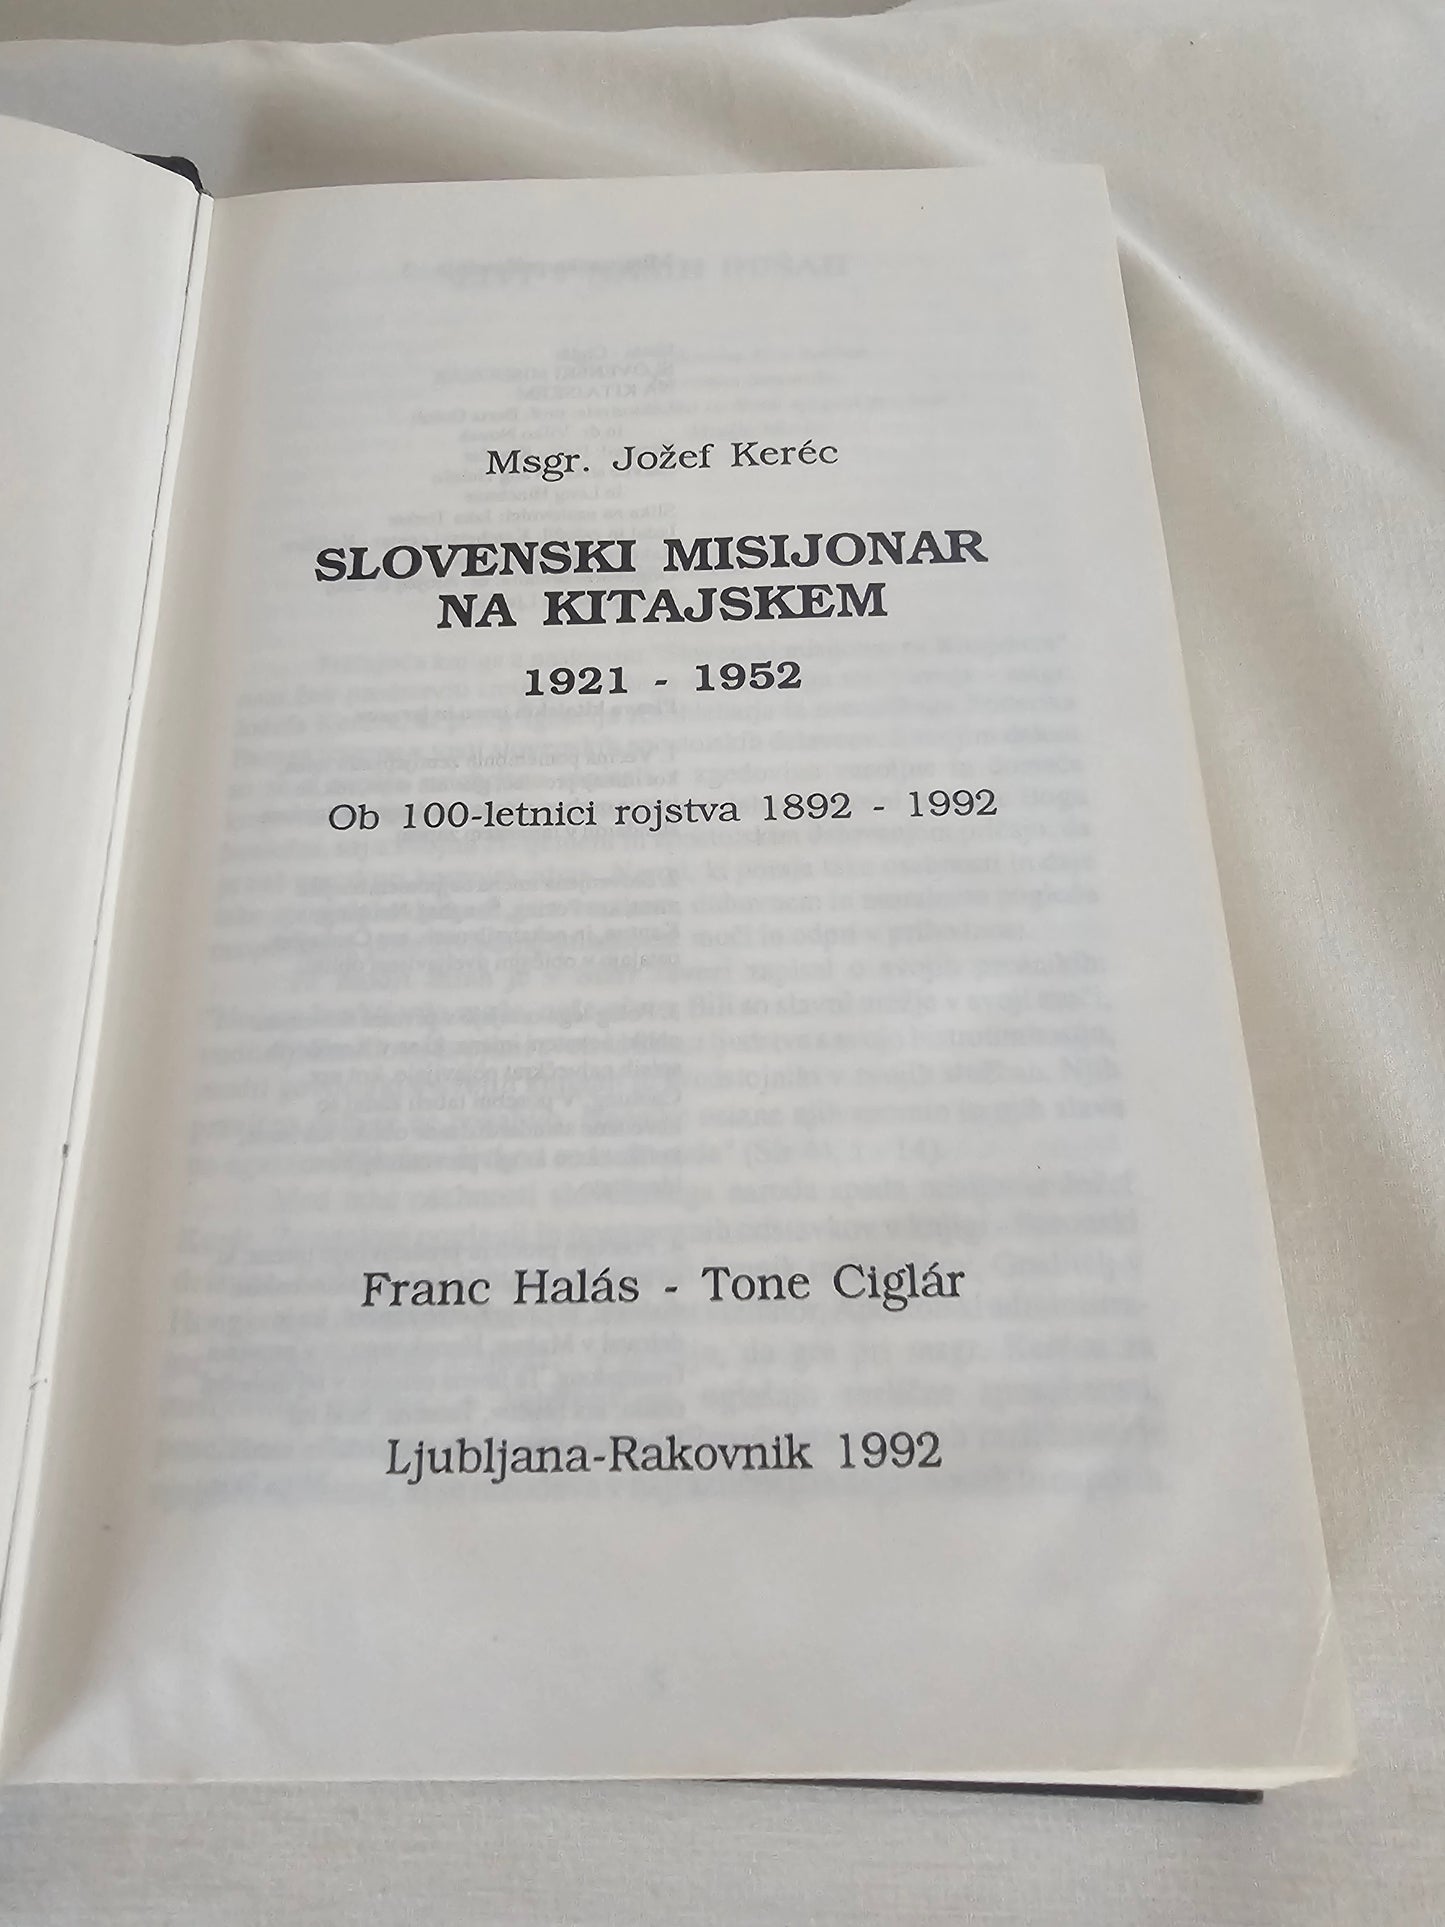 Msgr. Jožef Keréc
SLOVENSKI MISIJONAR
NA KITAJSKEM
1921 - 1952
Ob 100-letnici rojstva 1892 - 1992
Franc Halás - Tone Ciglár
Ljubljana-Rakovnik 1992